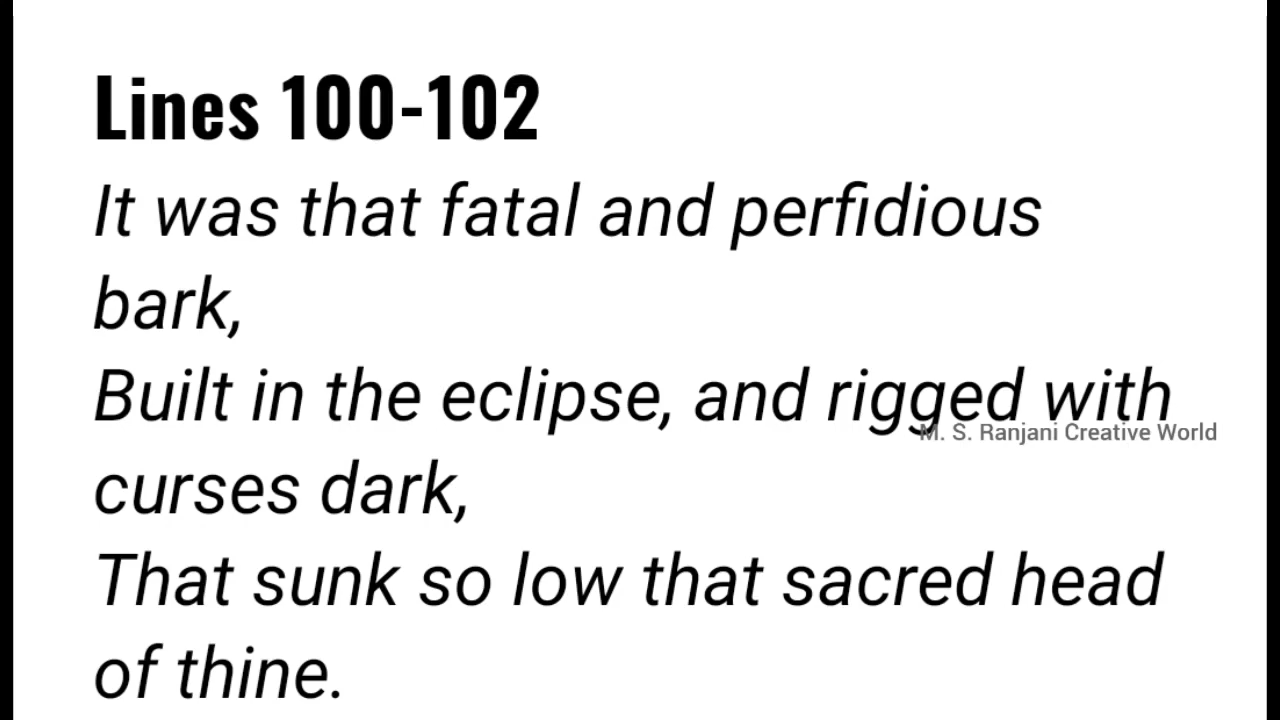 Lines 100-102
It was that fatal and perfidious
bark,
Built in the eclipse, and rigged with
M. S. Ranjani Creative World
curses dark,
That sunk so low that sacred head
of thine.